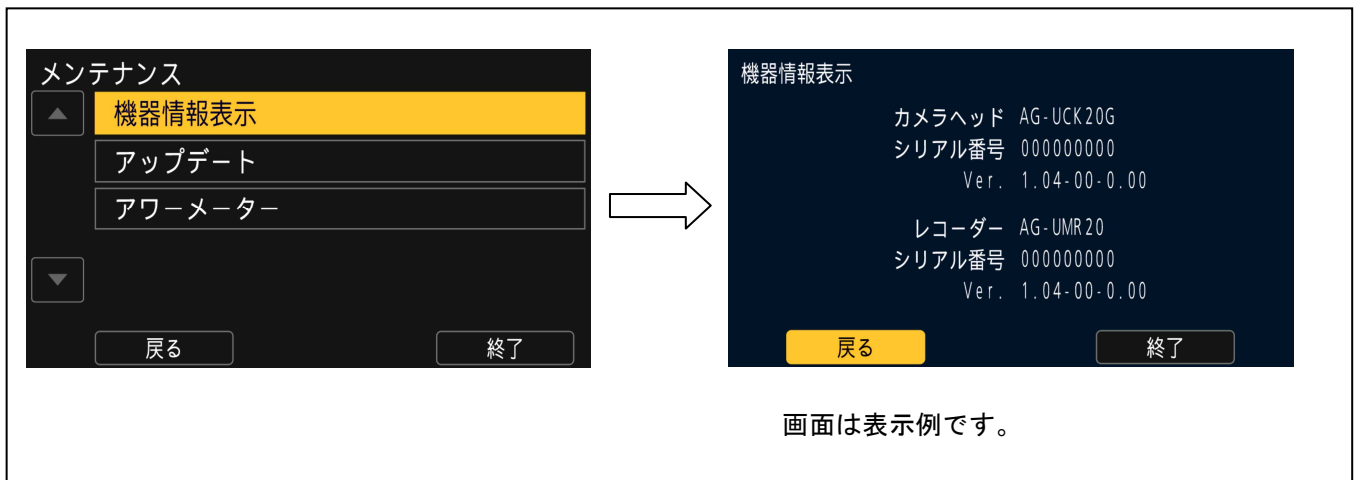 メンテナンス
機器情報表示
アップデート
アワーメーター
戻る
終了
機器情報表示
カメラヘッド AG-UCK20G
シリアル番号 000000000
Ver. 1.04-00-0.00
レコーダー AG-UMR20
シリアル番号 000000000
Ver. 1.04-00-0.00
戻る
終了
画面は表示例です。